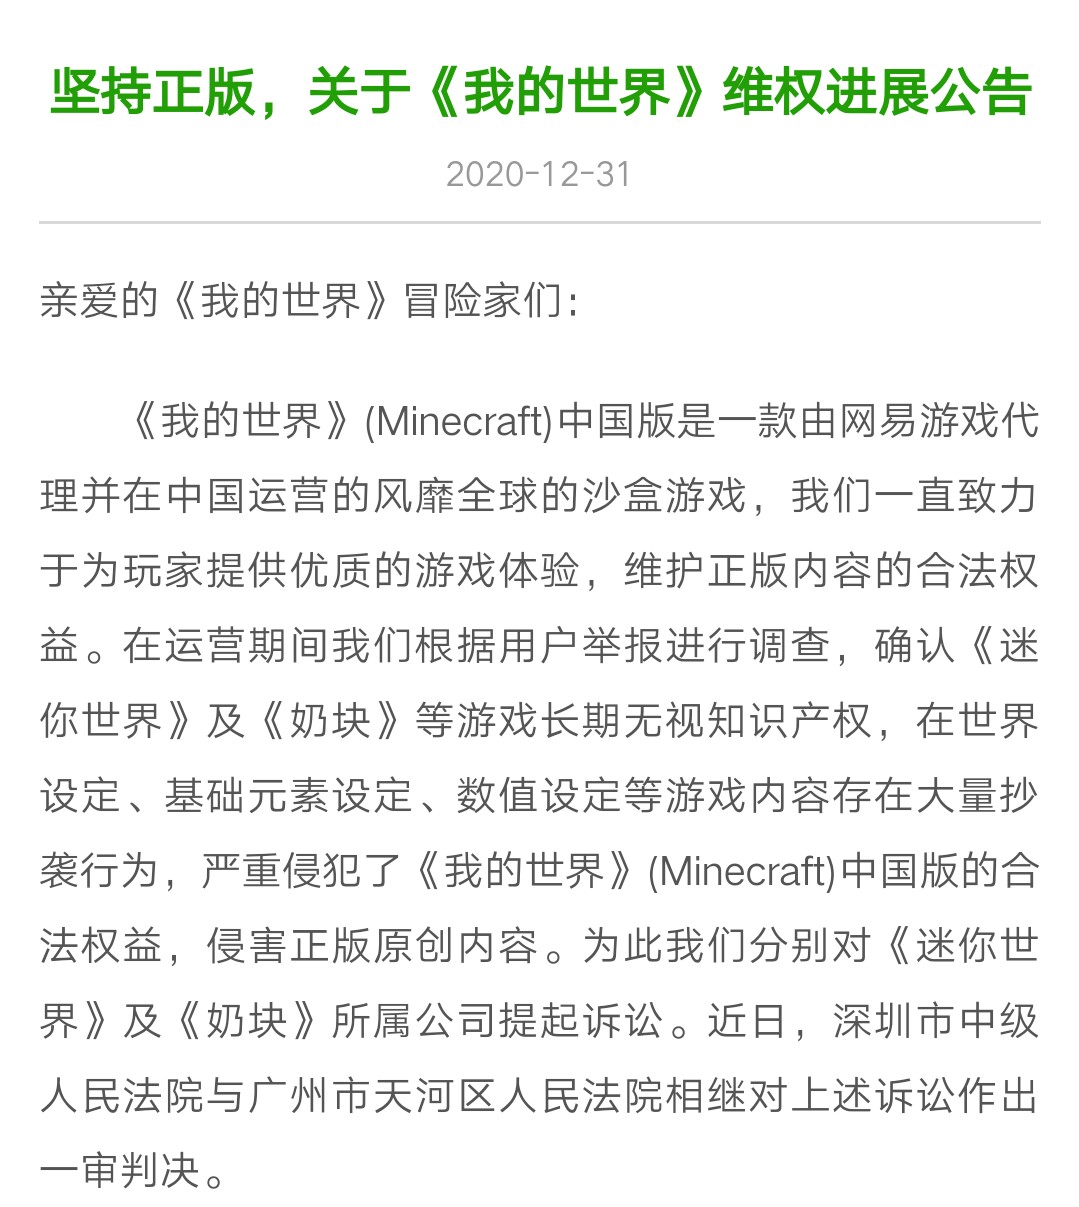 坚持正版，关于《我的世界》维权进展公告
2020-12-31
亲爱的《我的世界》冒险家们：
《我的世界》(Minecraft)中国版是一款由网易游戏代
理并在中国运营的风靡全球的沙盒游戏，我们一直致力
于为玩家提供优质的游戏体验，维护正版内容的合法权
益。在运营期间我们根据用户举报进行调查，确认《迷
你世界》及《奶块》等游戏长期无视知识产权，在世界
设定、基础元素设定、数值设定等游戏内容存在大量抄
袭行为，严重侵犯了《我的世界》(Minecraft)中国版的合
法权益，侵害正版原创内容。为此我们分别对《迷你世
界》及《奶块》所属公司提起诉讼。近日，深圳市中级
人民法院与广州市天河区人民法院相继对上述诉讼作出
一审判决。